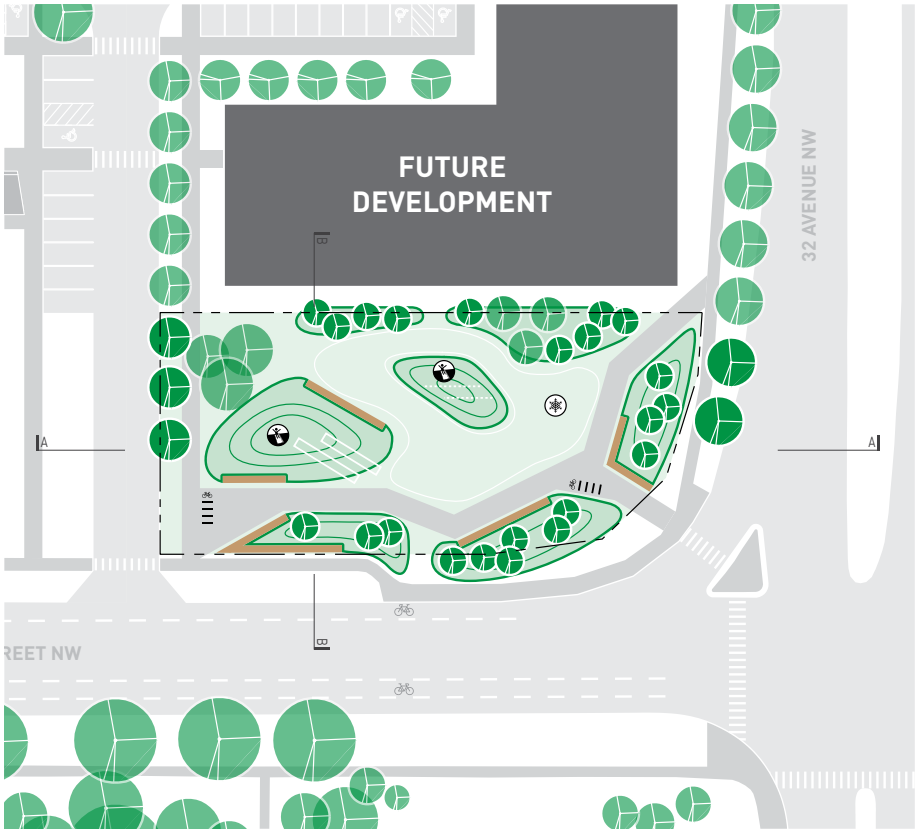 FUTURE
DEVELOPMENT
32 AVENUE NW
B
A
A
B
REET NW